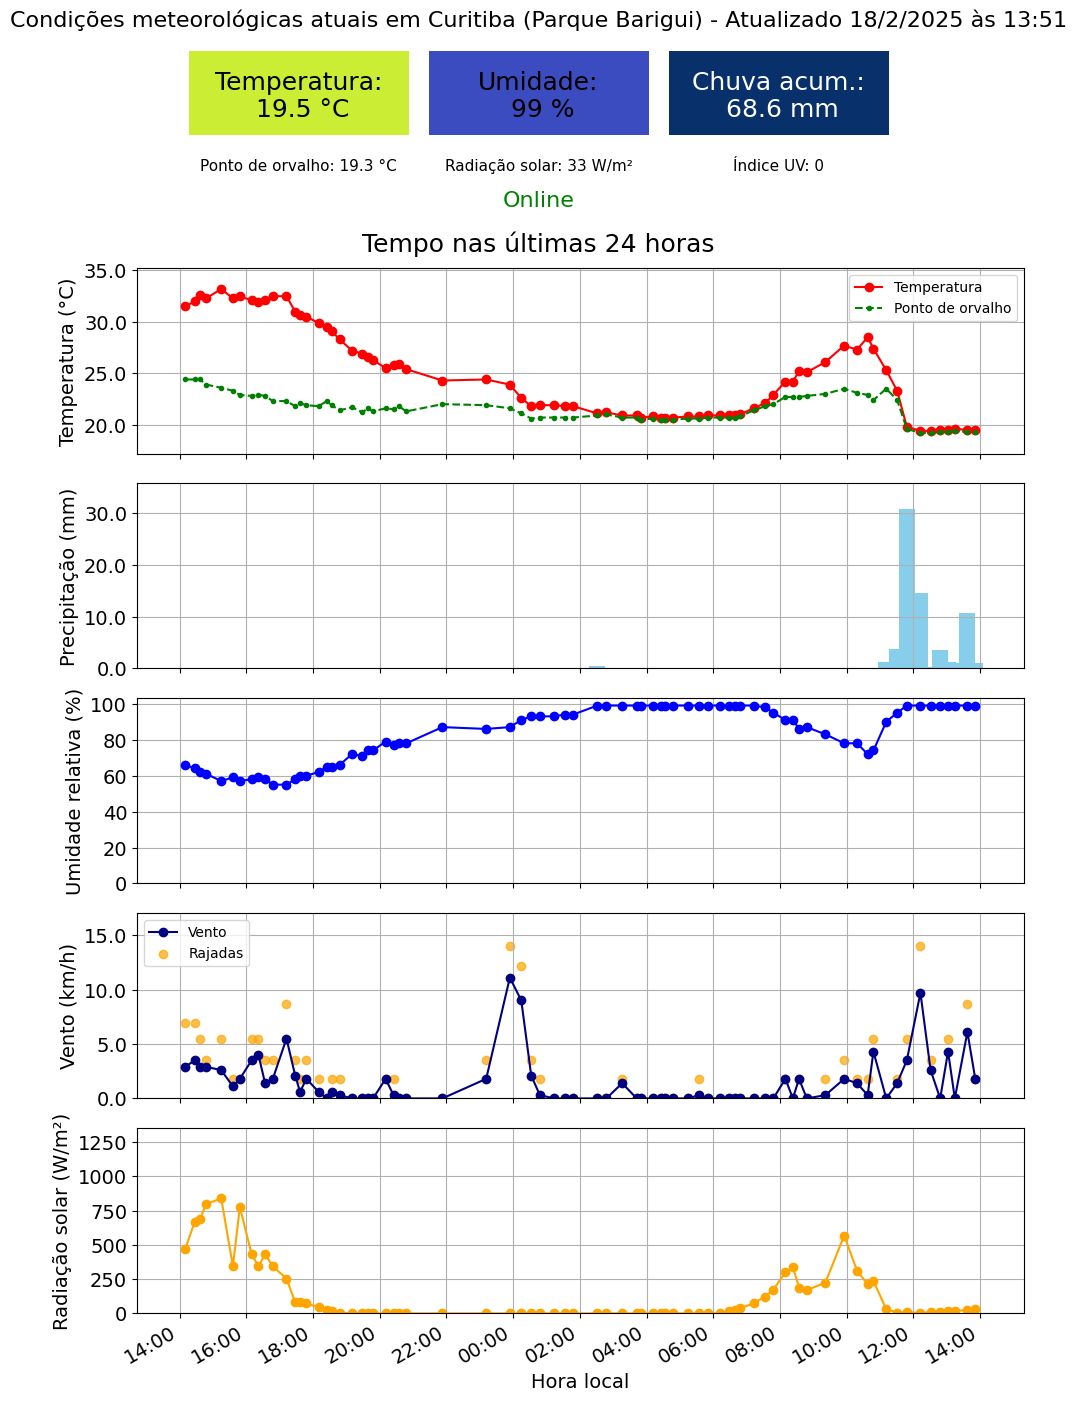 Condições meteorológicas atuais em Curitiba (Parque Barigui) - Atualizado 18/2/2025 às 13:51
Temperatura:
19.5 °C
Umidade:
99 %
Chuva acum.:
68.6 mm
Ponto de orvalho: 19.3 °C
Radiação solar: 33 W/m²
Índice UV: 0
Online
Tempo nas últimas 24 horas
Temperatura (°C)
35.0
30.0
25.0
20.0
Temperatura
Ponto de orvalho
Precipitação (mm)
30.0
20.0
10.0
0.0
Umidade relativa (%)
100
80
60
40
20
0
Vento (km/h)
15.0
10.0
5.0
0.0
Vento
Rajadas
Radiação solar (W/m²)
1250
1000
750
500
250
0
14:00
16:00
18:00
20:00
22:00
00:00
02:00
04:00
06:00
08:00
10:00
12:00
14:00
Hora local